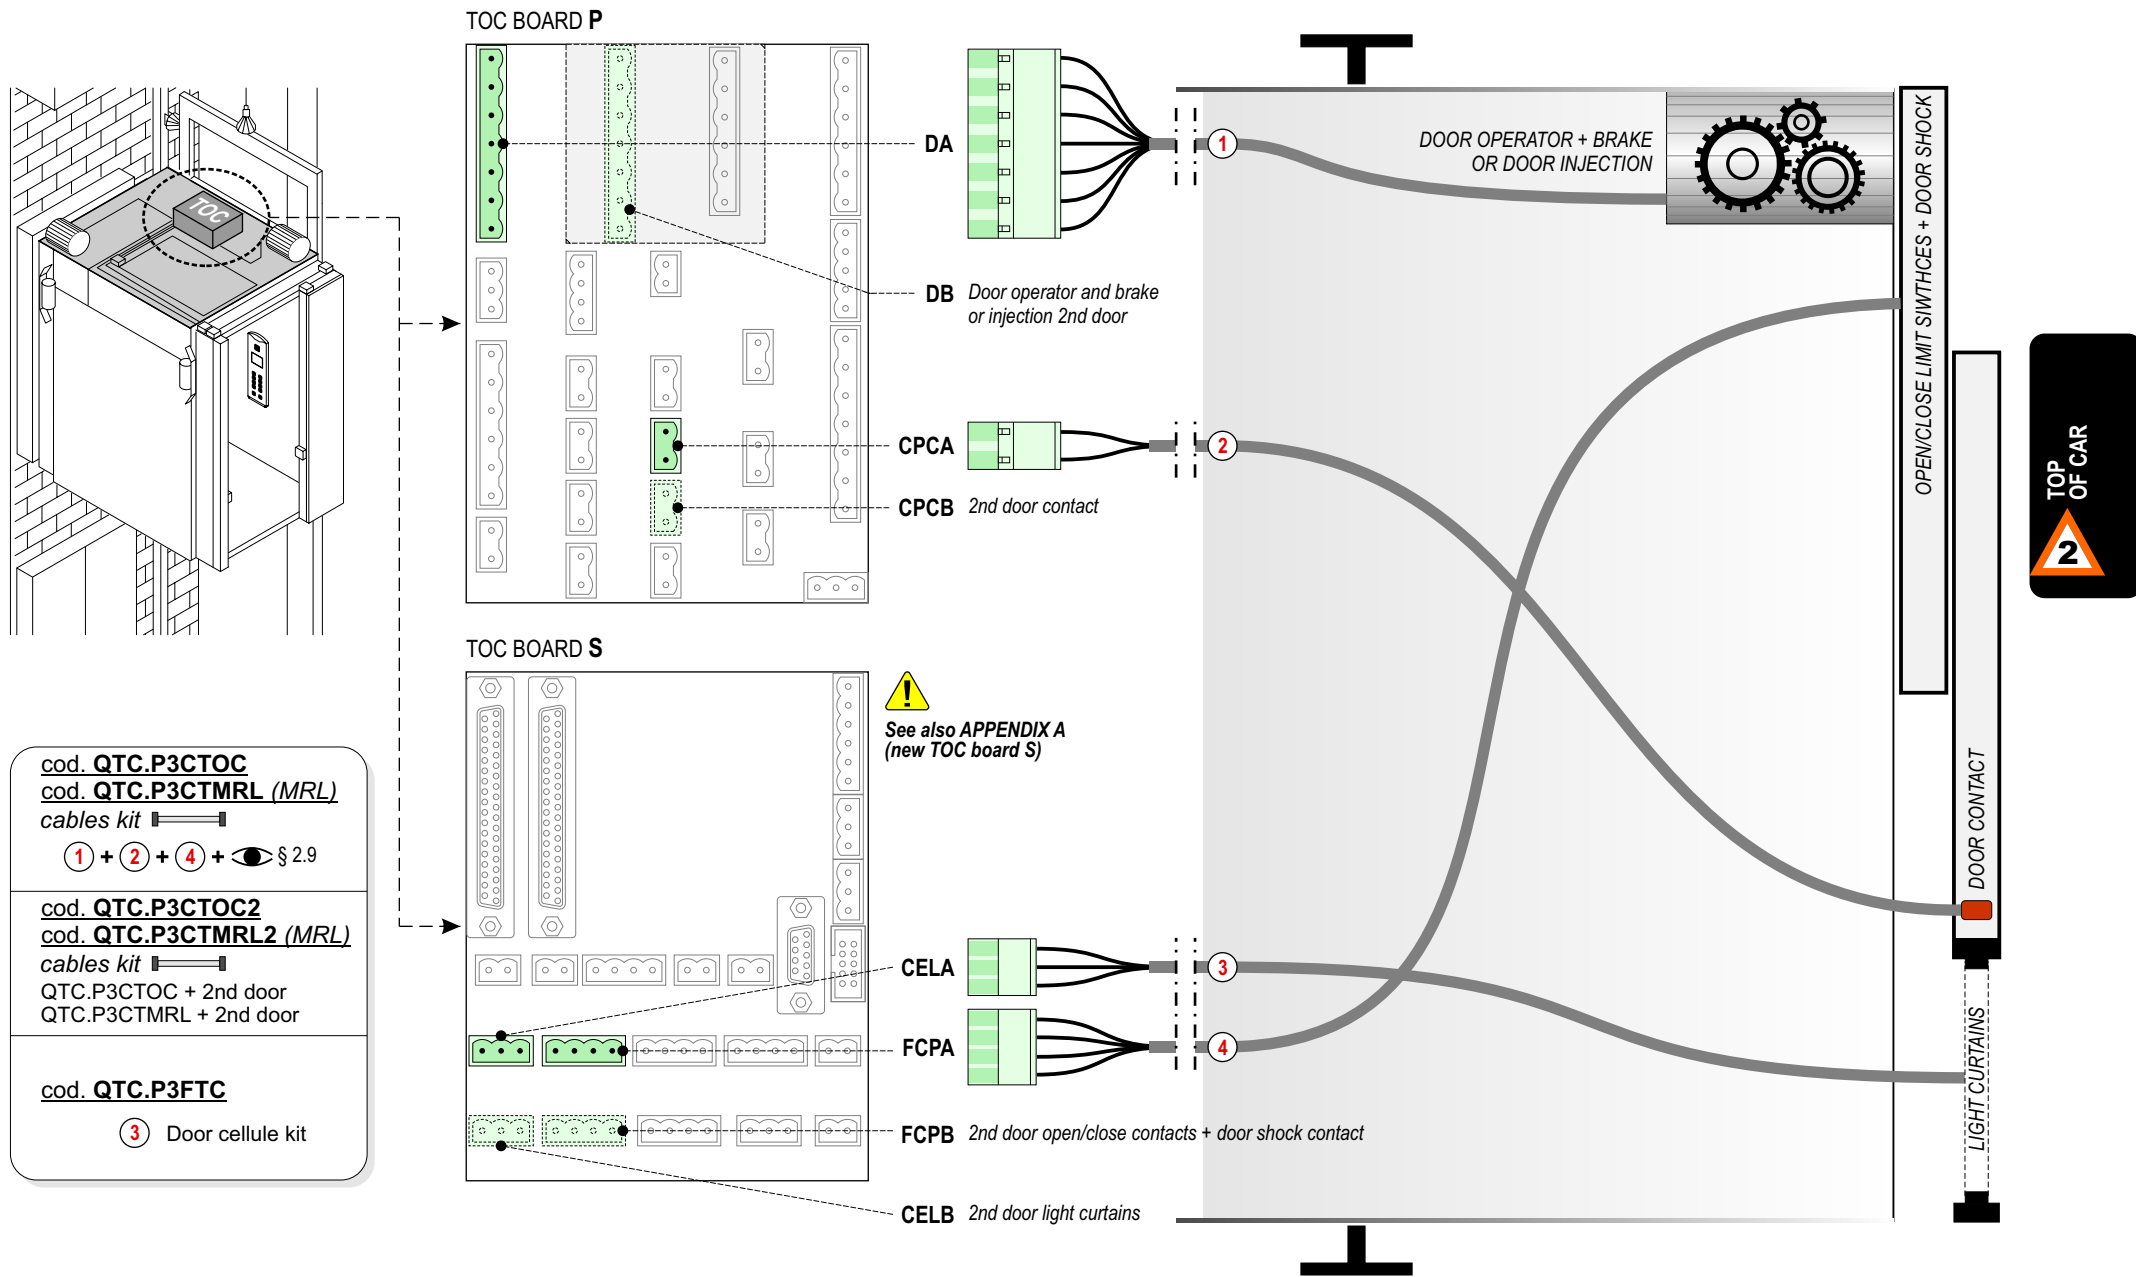 TOC BOARD P
TOC
DA
DB
Door operator and brake
or injection 2nd door
CPCA
CPCB
2nd door contact
1
2
DOOR OPERATOR + BRAKE
OR DOOR INJECTION
OPEN/CLOSE LIMIT SIWTHCES + DOOR SHOCK
TOP
OF CAR
2
TOC BOARD S
See also APPENDIX A
(new TOC board S)
CELA
FCPA
FCPB
2nd door open/close contacts + door shock contact
CELB
2nd door light curtains
3
4
DOOR CONTACT
LIGHT CURTAINS
cod. QTC.P3CTOC
cod. QTC.P3CTMRL (MRL)
cables kit
1 + 2 + 4 + § 2.9
cod. QTC.P3CTOC2
cod. QTC.P3CTMRL2 (MRL)
cables kit
QTC.P3CTOC + 2nd door
QTC.P3CTMRL + 2nd door
cod. QTC.P3FTC
3 Door cellule kit